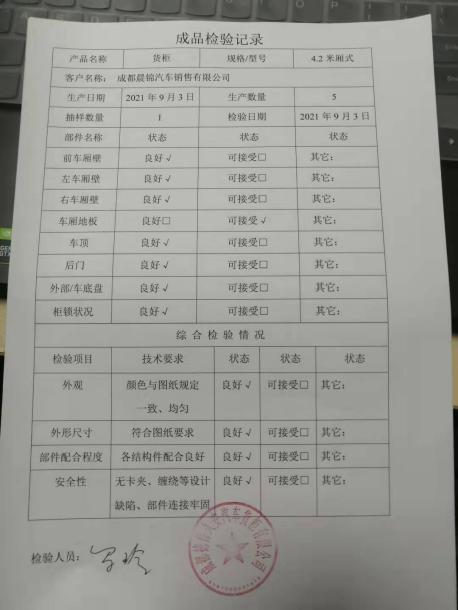 成品检验记录
产品名称 货柜 规格/型号 4.2 米厢式
客户名称： 成都晨锦汽车销售有限公司
生产日期 2021 年 9 月 3 日 生产数量 5
抽样数量 1 检验日期 2021 年 9 月 3 日
部件名称 状态 状态 状态
前车厢壁 良好√ 可接受□ 其它：
左车厢壁 良好√ 可接受□ 其它：
右车厢壁 良好√ 可接受□ 其它：
车厢地板 良好□ 可接受√ 其它：
车顶 良好√ 可接受□ 其它：
后门 良好√ 可接受□ 其它：
外部/车底盘 良好√ 可接受□ 其它：
柜锁状况 良好√ 可接受□ 其它：
综合检验情况
检验项目 技术要求 状态 状态 状态
外观 颜色与图纸规定 良好√ 可接受□ 其它：
一致、均匀
外形尺寸 符合图纸要求 良好√ 可接受□ 其它：
部件配合程度 各结构件配合良好 良好√ 可接受□ 其它：
安全性 无卡夹、缠绕等设计 良好√ 可接受□ 其它：
缺陷、部件连接牢固
检验人员：